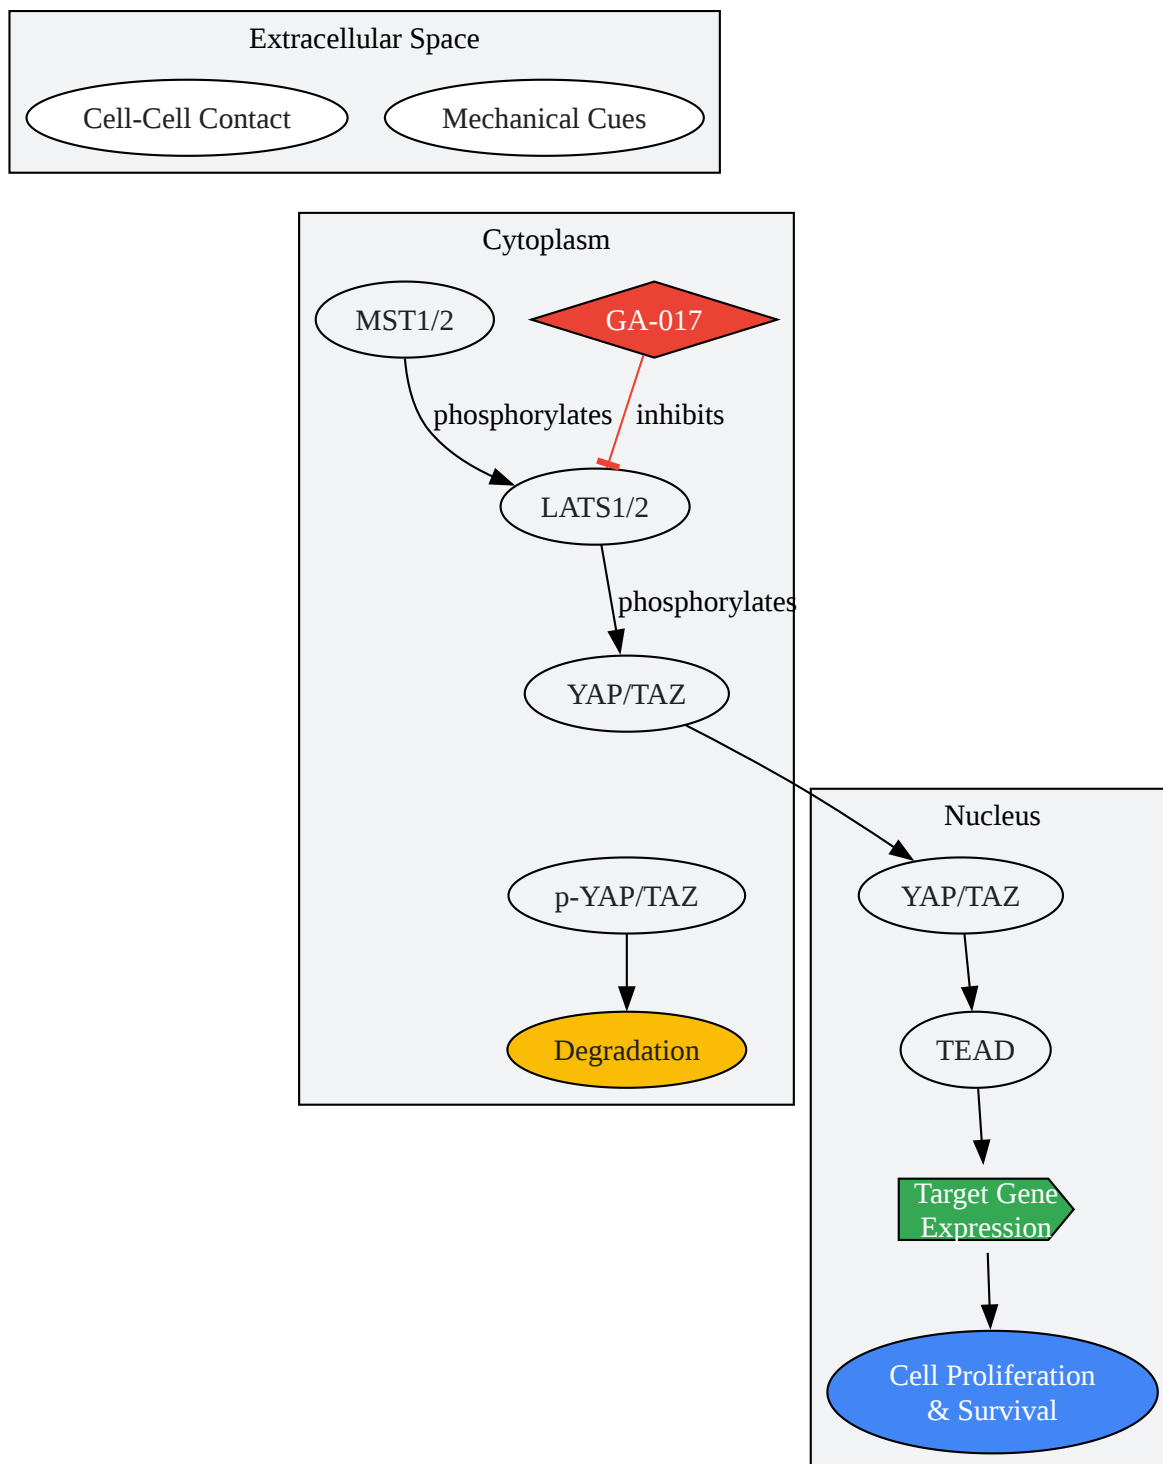 Extracellular Space
Cell-Cell Contact
Mechanical Cues
Cytoplasm
MST1/2
GA-017
phosphorylates
inhibits
LATS1/2
phosphorylates
YAP/TAZ
Nucleus
p-YAP/TAZ
YAP/TAZ
Degradation
TEAD
Target Gene
Expression
Cell Proliferation
& Survival